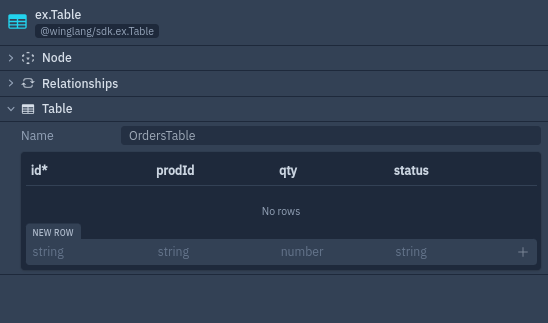 ex.Table
@winglang/sdk.ex.Table
Node
Relationships
Table
Name OrdersTable
id* prodId qty status
No rows
NEW ROW
string string number string +